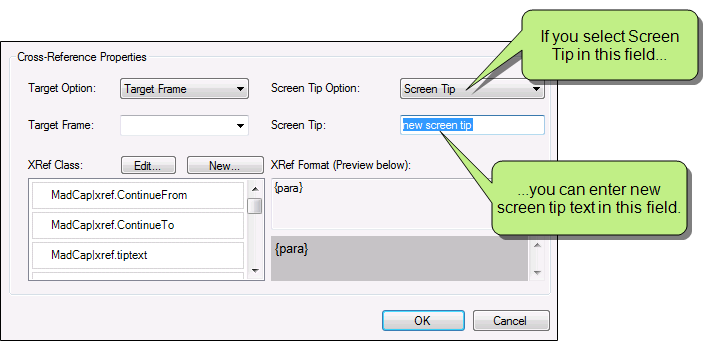 If you select Screen
Tip in this field...
Cross-Reference Properties
Target Option: Target Frame Screen Tip Option: Screen Tip
Target Frame: Screen Tip: new screen tip
XRef Class: Edit... New... XRef Format (Preview below):
MadCap|xref.ContinueFrom
MadCap|xref.ContinueTo
MadCap|xref.tiptext
{para}
{para}
...you can enter new
screen tip text in this field.
OK Cancel